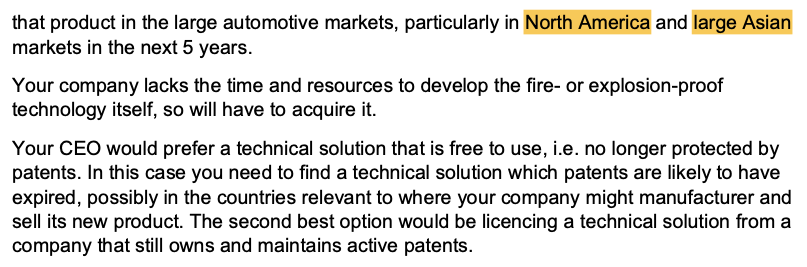 that product in the large automotive markets, particularly in North America and large Asian
markets in the next 5 years.
Your company lacks the time and resources to develop the fire- or explosion-proof
technology itself, so will have to acquire it.
Your CEO would prefer a technical solution that is free to use, i.e. no longer protected by
patents. In this case you need to find a technical solution which patents are likely to have
expired, possibly in the countries relevant to where your company might manufacturer and
sell its new product. The second best option would be licencing a technical solution from a
company that still owns and maintains active patents.